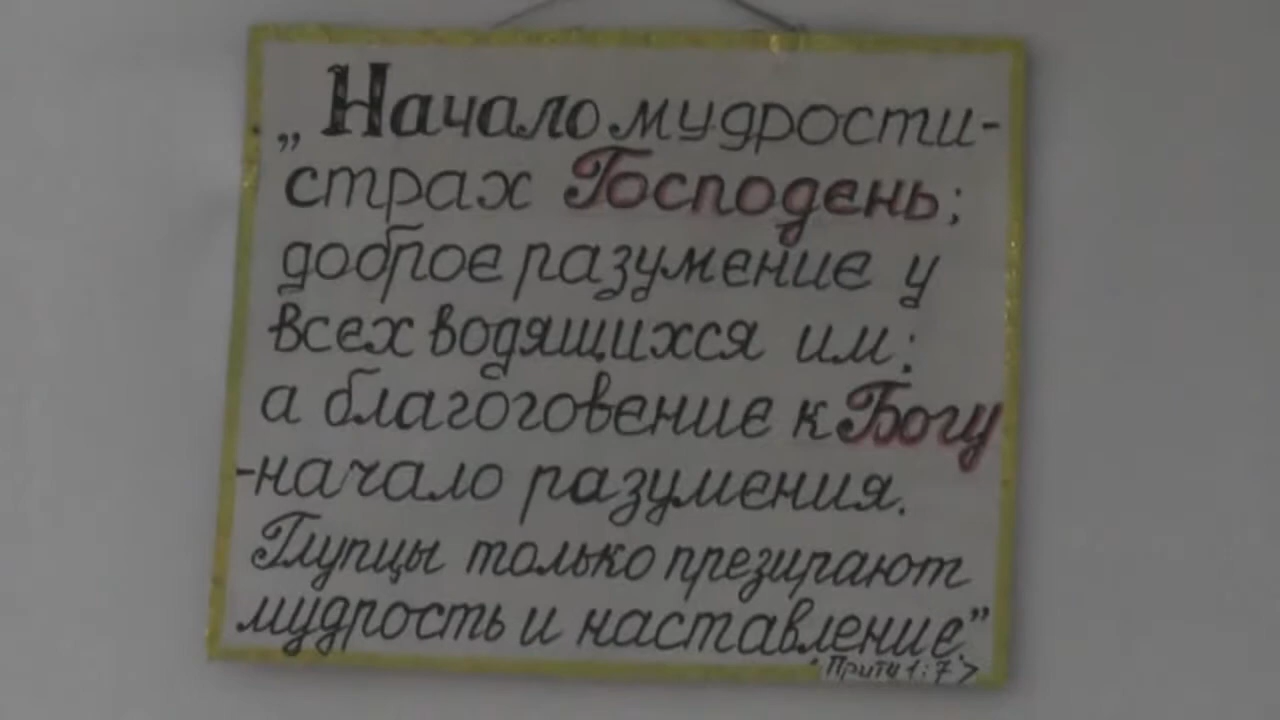 „Начало мудрости-
страх Господень;
доброе разумение у
всех водящихся им;
а благоговение к Богу
-начало разумения.
Глупцы только презирают
мудрость и наставление”
Притч 1:7